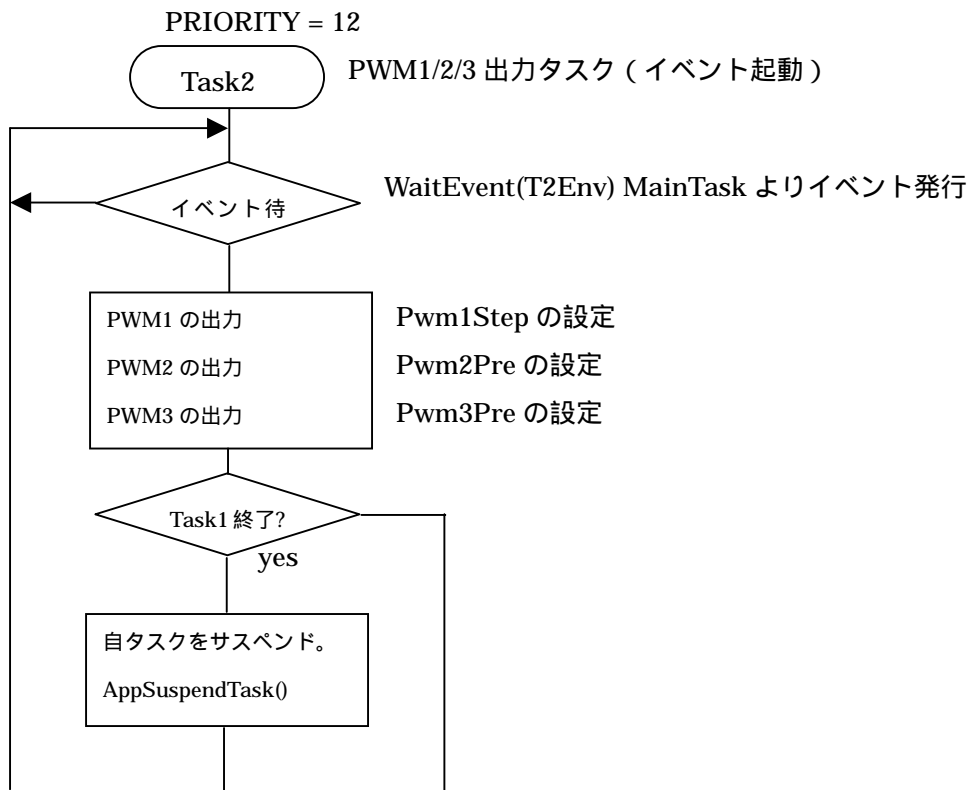 PRIORITY = 12
Task2
PWM1/2/3 出力タスク ( イベント起動 )
WaitEvent(T2Env) MainTask よりイベント発行
イベント待
PWM1 の出力
Pwm1Step の設定
PWM2 の出力
Pwm2Pre の設定
PWM3 の出力
Pwm3Pre の設定
Task1 終了?
yes
自タスクをサスペンド。
AppSuspendTask()